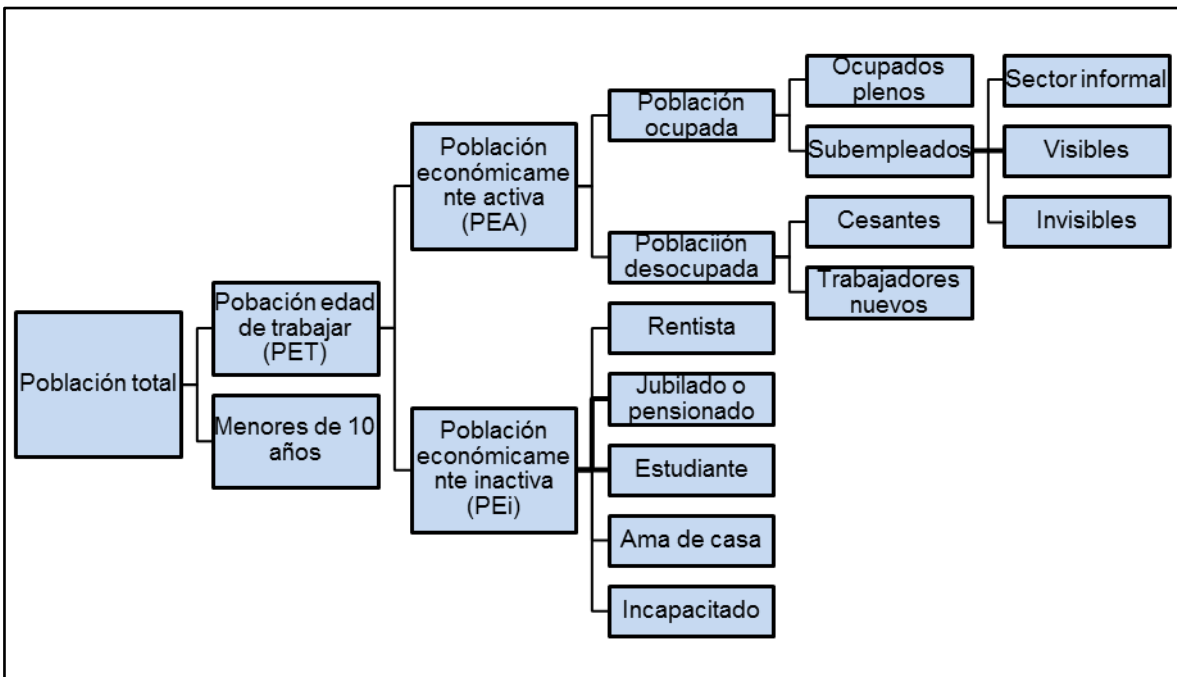 Población total
Pobación edad
de trabajar
(PET)
Menores de 10
años
Población
económicame
nte activa
(PEA)
Población
económicame
nte inactiva
(PEi)
Población
ocupada
Poblaciión
desocupada
Rentista
Jubilado o
pensionado
Estudiante
Ama de casa
Incapacitado
Ocupados
plenos
Subempleados
Cesantes
Trabajadores
nuevos
Sector informal
Visibles
Invisibles